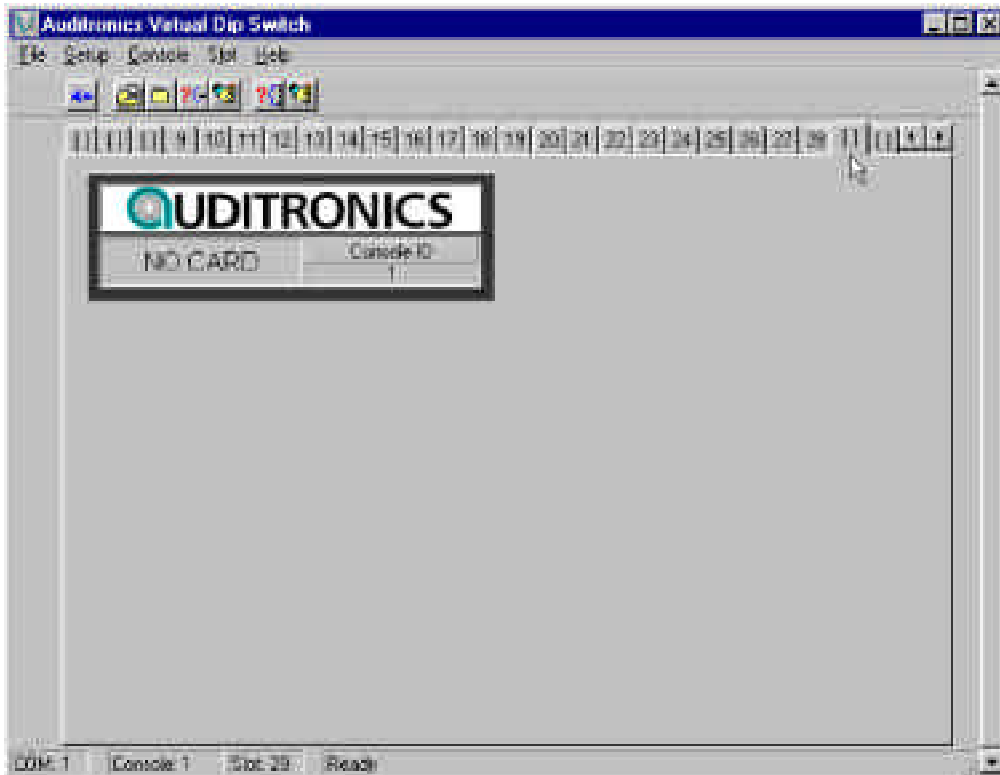 Auditronics Virtual Dip Switch
File Setup Console Slot Help
[ ] [ ] [ ] 9 10 11 12 13 14 15 16 17 18 19 20 21 22 23 24 25 26 27 28 [ ] [ ]
AUDITRONICS
NO CARD
Console ID
1
COM: 1 Console: 1 Slot: 29 Ready